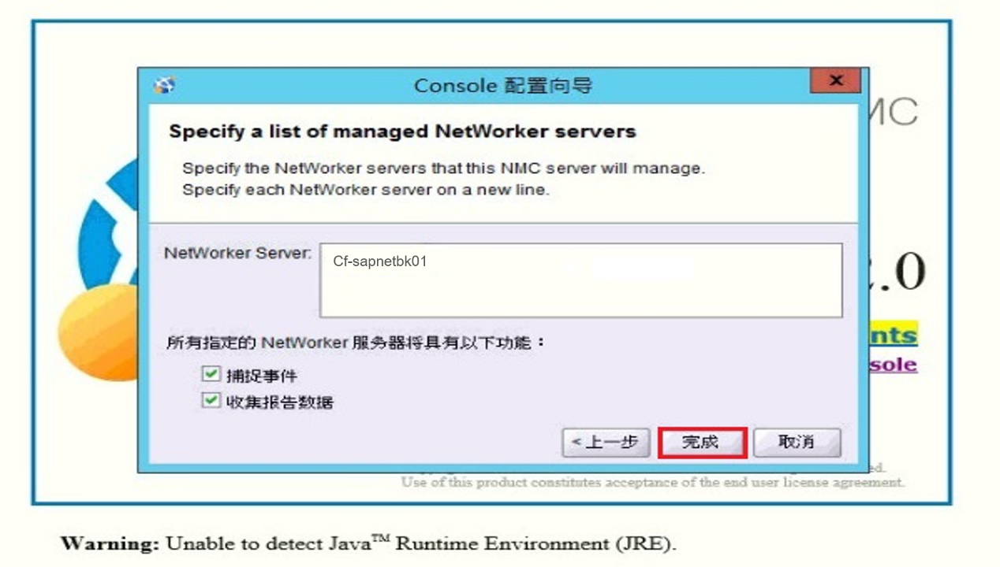 Console 配置向导
x
Specify a list of managed NetWorker servers
MC
Specify the NetWorker servers that this NMC server will manage.
Specify each NetWorker server on a new line.
NetWorker Server:
Cf-sapnetbk01
.0
所有指定的 NetWorker 服务器将具有以下功能：
nts
捕捉事件
sole
收集报告数据
<上一步
完成
取消
ed.
Use of this product constitutes acceptance of the end user license agreement.
Warning: Unable to detect Java™ Runtime Environment (JRE).